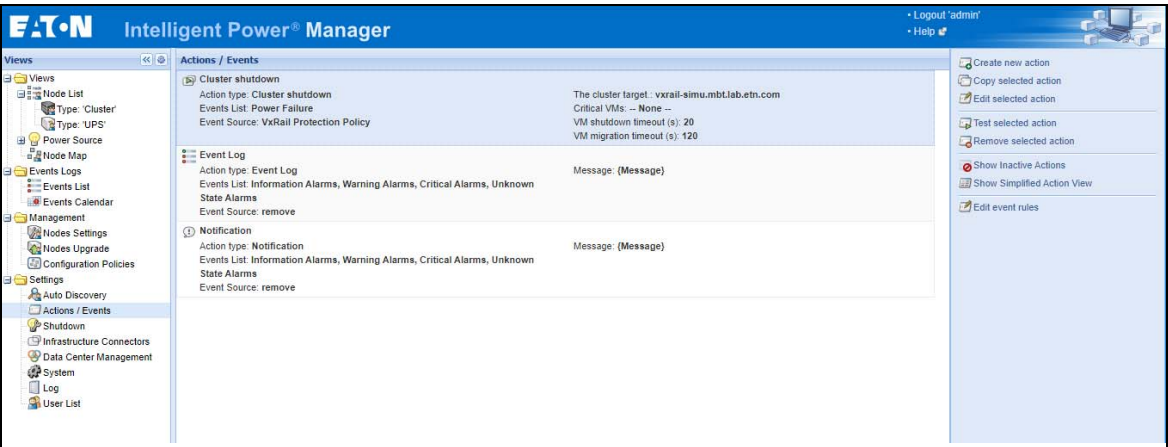 EATON Intelligent Power® Manager
• Logout 'admin'
• Help
Views
Views
Node List
Type: 'Cluster'
Type: 'UPS'
Power Source
Node Map
Events Logs
Events List
Events Calendar
Management
Nodes Settings
Nodes Upgrade
Configuration Policies
Settings
Auto Discovery
Actions / Events
Shutdown
Infrastructure Connectors
Data Center Management
System
Log
User List
Actions / Events
Cluster shutdown
Action type: Cluster shutdown
Events List: Power Failure
Event Source: VxRail Protection Policy
The cluster target.: vxrail-simu.mbt.lab.etn.com
Critical VMs: -- None --
VM shutdown timeout (s): 20
VM migration timeout (s): 120
Event Log
Action type: Event Log
Events List: Information Alarms, Warning Alarms, Critical Alarms, Unknown
State Alarms
Event Source: remove
Message: {Message}
Notification
Action type: Notification
Events List: Information Alarms, Warning Alarms, Critical Alarms, Unknown
State Alarms
Event Source: remove
Message: {Message}
Create new action
Copy selected action
Edit selected action
Test selected action
Remove selected action
Show Inactive Actions
Show Simplified Action View
Edit event rules